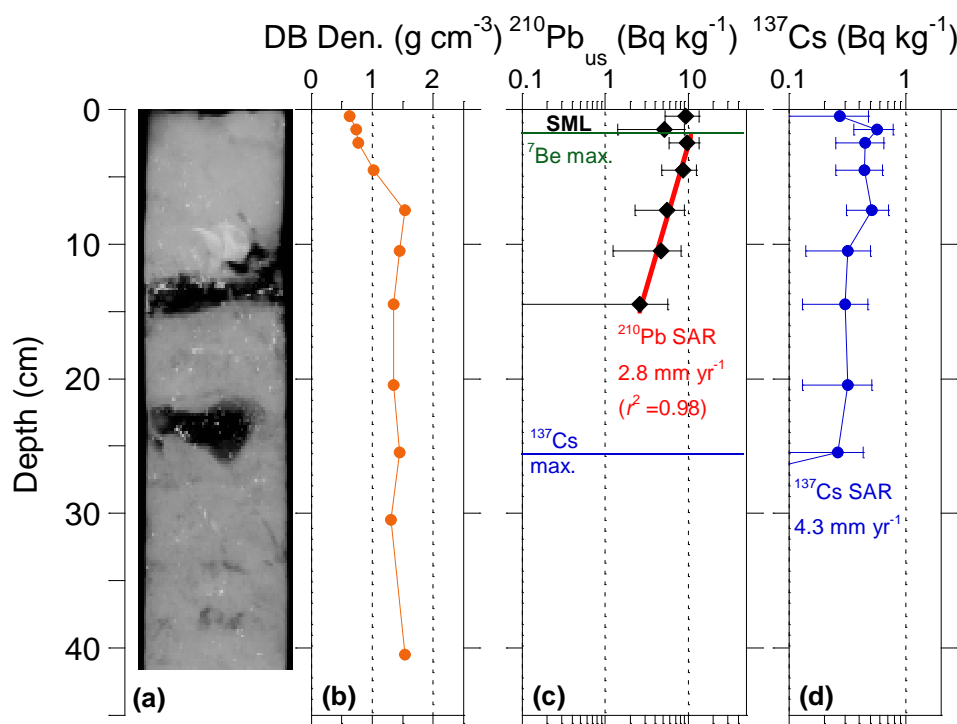 DB Den. (g cm⁻³) ²¹⁰Pb_us (Bq kg⁻¹) ¹³⁷Cs (Bq kg⁻¹)
0 1 2 0.1 1 10 0.1 1
0
10
20
30
40
Depth (cm)
SML
⁷Be max.
²¹⁰Pb SAR
2.8 mm yr⁻¹
(r² =0.98)
¹³⁷Cs
max.
¹³⁷Cs SAR
4.3 mm yr⁻¹
(a) (b) (c) (d)